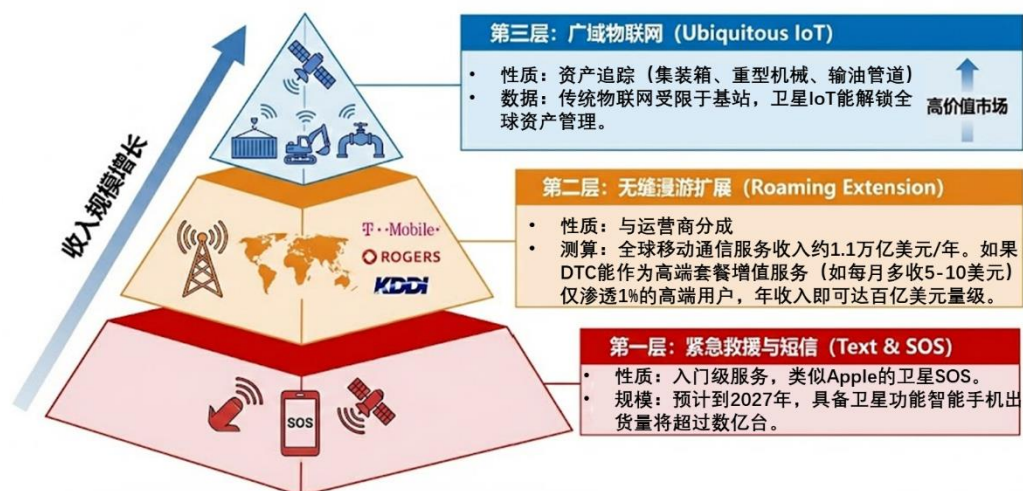 第三层：广域物联网（Ubiquitous IoT）
• 性质：资产追踪（集装箱、重型机械、输油管道）
• 数据：传统物联网受限于基站，卫星IoT能解锁全
球资产管理。
高价值市场
收入规模增长
第二层：无缝漫游扩展（Roaming Extension）
• 性质：与运营商分成
• 测算：全球移动通信服务收入约1.1万亿美元/年。如果
DTC能作为高端套餐增值服务（如每月多收5-10美元）
仅渗透1%的高端用户，年收入即可达百亿美元量级。
T··Mobile·
ROGERS
KDDI
第一层：紧急救援与短信（Text & SOS）
• 性质：入门级服务，类似Apple的卫星SOS。
• 规模：预计到2027年，具备卫星功能智能手机出
货量将超过数亿台。
SOS